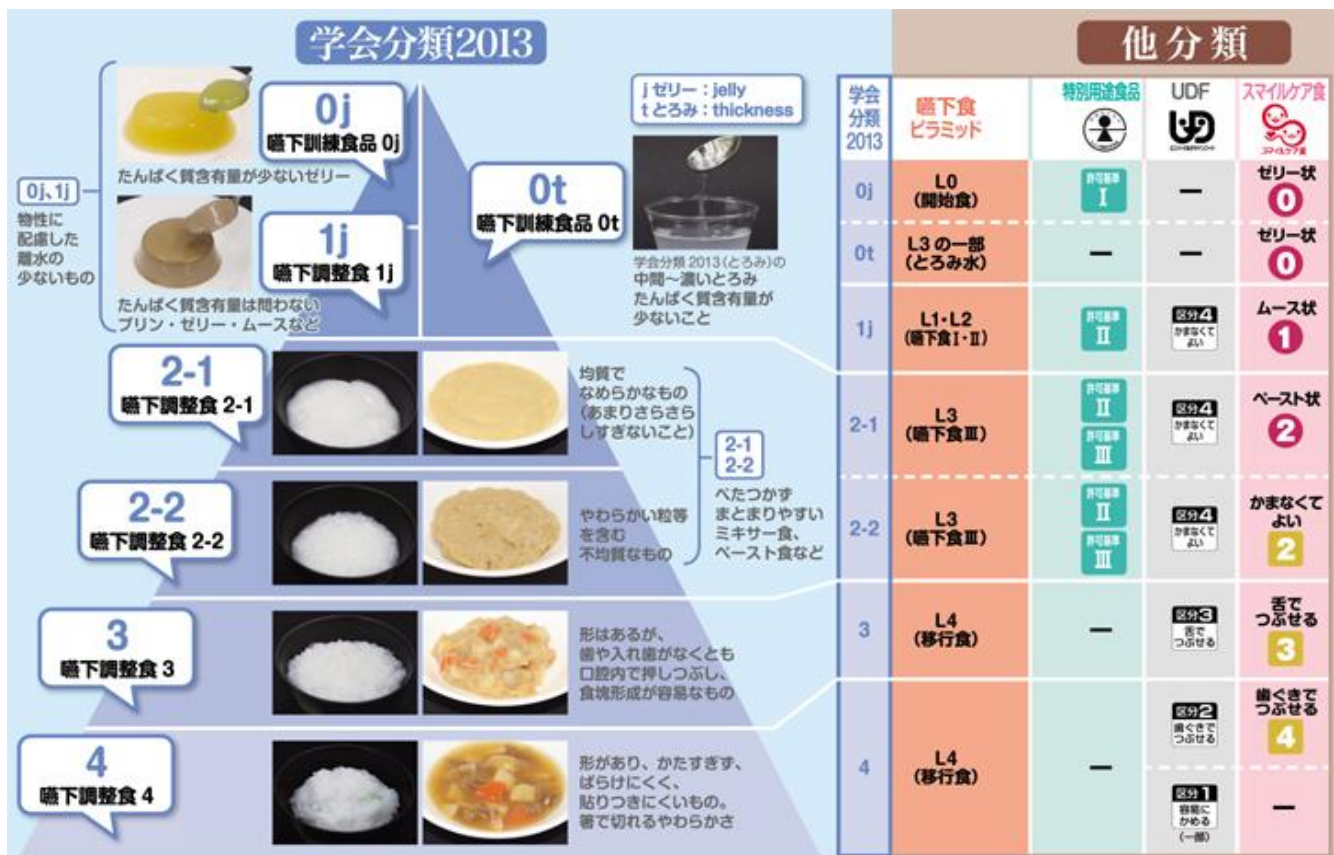 学会分類2013
0j
嚥下訓練食品 0j
たんぱく質含有量が少ないゼリー
0j、1j
物性に
配慮した
離水の
少ないもの
1j
嚥下調整食 1j
たんぱく質含有量は問わない
プリン・ゼリー・ムースなど
j ゼリー：jelly
t とろみ：thickness
0t
嚥下訓練食品 0t
学会分類2013（とろみ）の
中間～濃いとろみ
たんぱく質含有量が
少ないこと
2-1
嚥下調整食 2-1
均質で
なめらかなもの
（あまりさらさら
しすぎないこと）
2-2
嚥下調整食 2-2
やわらかい粒等
を含む
不均質なもの
2-1
2-2
べたつかず
まとまりやすい
ミキサー食、
ペースト食など
3
嚥下調整食 3
形はあるが、
歯や入れ歯がなくとも
口腔内で押しつぶし、
食塊形成が容易なもの
4
嚥下調整食 4
形があり、かたすぎず、
ばらけにくく、
貼りつきにくいもの。
箸で切れるやわらかさ
他分類
学会
分類
2013
嚥下食
ピラミッド
特別用途食品
UDF
スマイルケア食
スマイルケア食
0j
L0
（開始食）
許可基準
I
ー
ゼリー状
0
0t
L3の一部
（とろみ水）
ー
ー
ゼリー状
0
1j
L1・L2
（嚥下食I・II）
許可基準
II
区分4
かまなくて
よい
ムース状
1
2-1
L3
（嚥下食III）
許可基準
II
許可基準
III
区分4
かまなくて
よい
ペースト状
2
2-2
L3
（嚥下食III）
許可基準
II
許可基準
III
区分4
かまなくて
よい
かまなくて
よい
2
3
L4
（移行食）
ー
区分3
舌で
つぶせる
舌で
つぶせる
3
4
L4
（移行食）
ー
区分2
歯ぐきで
つぶせる
歯ぐきで
つぶせる
4
区分1
容易に
かめる
（一部）
ー